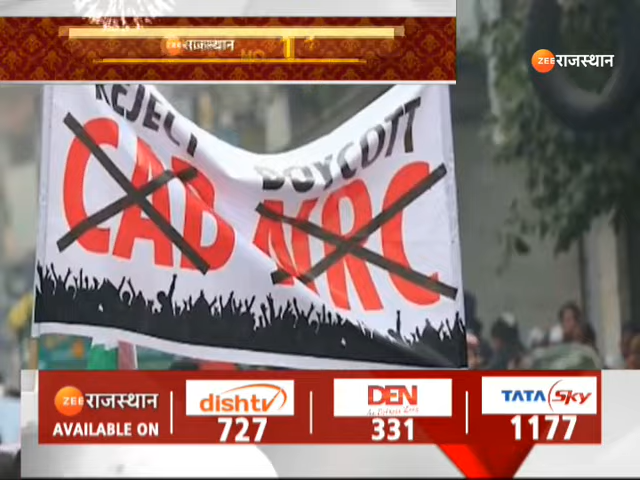 ZEE राजस्थान
ZEE राजस्थान
REJECT
CAB
BOYCOTT
NRC
ZEE राजस्थान
AVAILABLE ON
dishtv
727
DEN
331
TATA Sky
1177